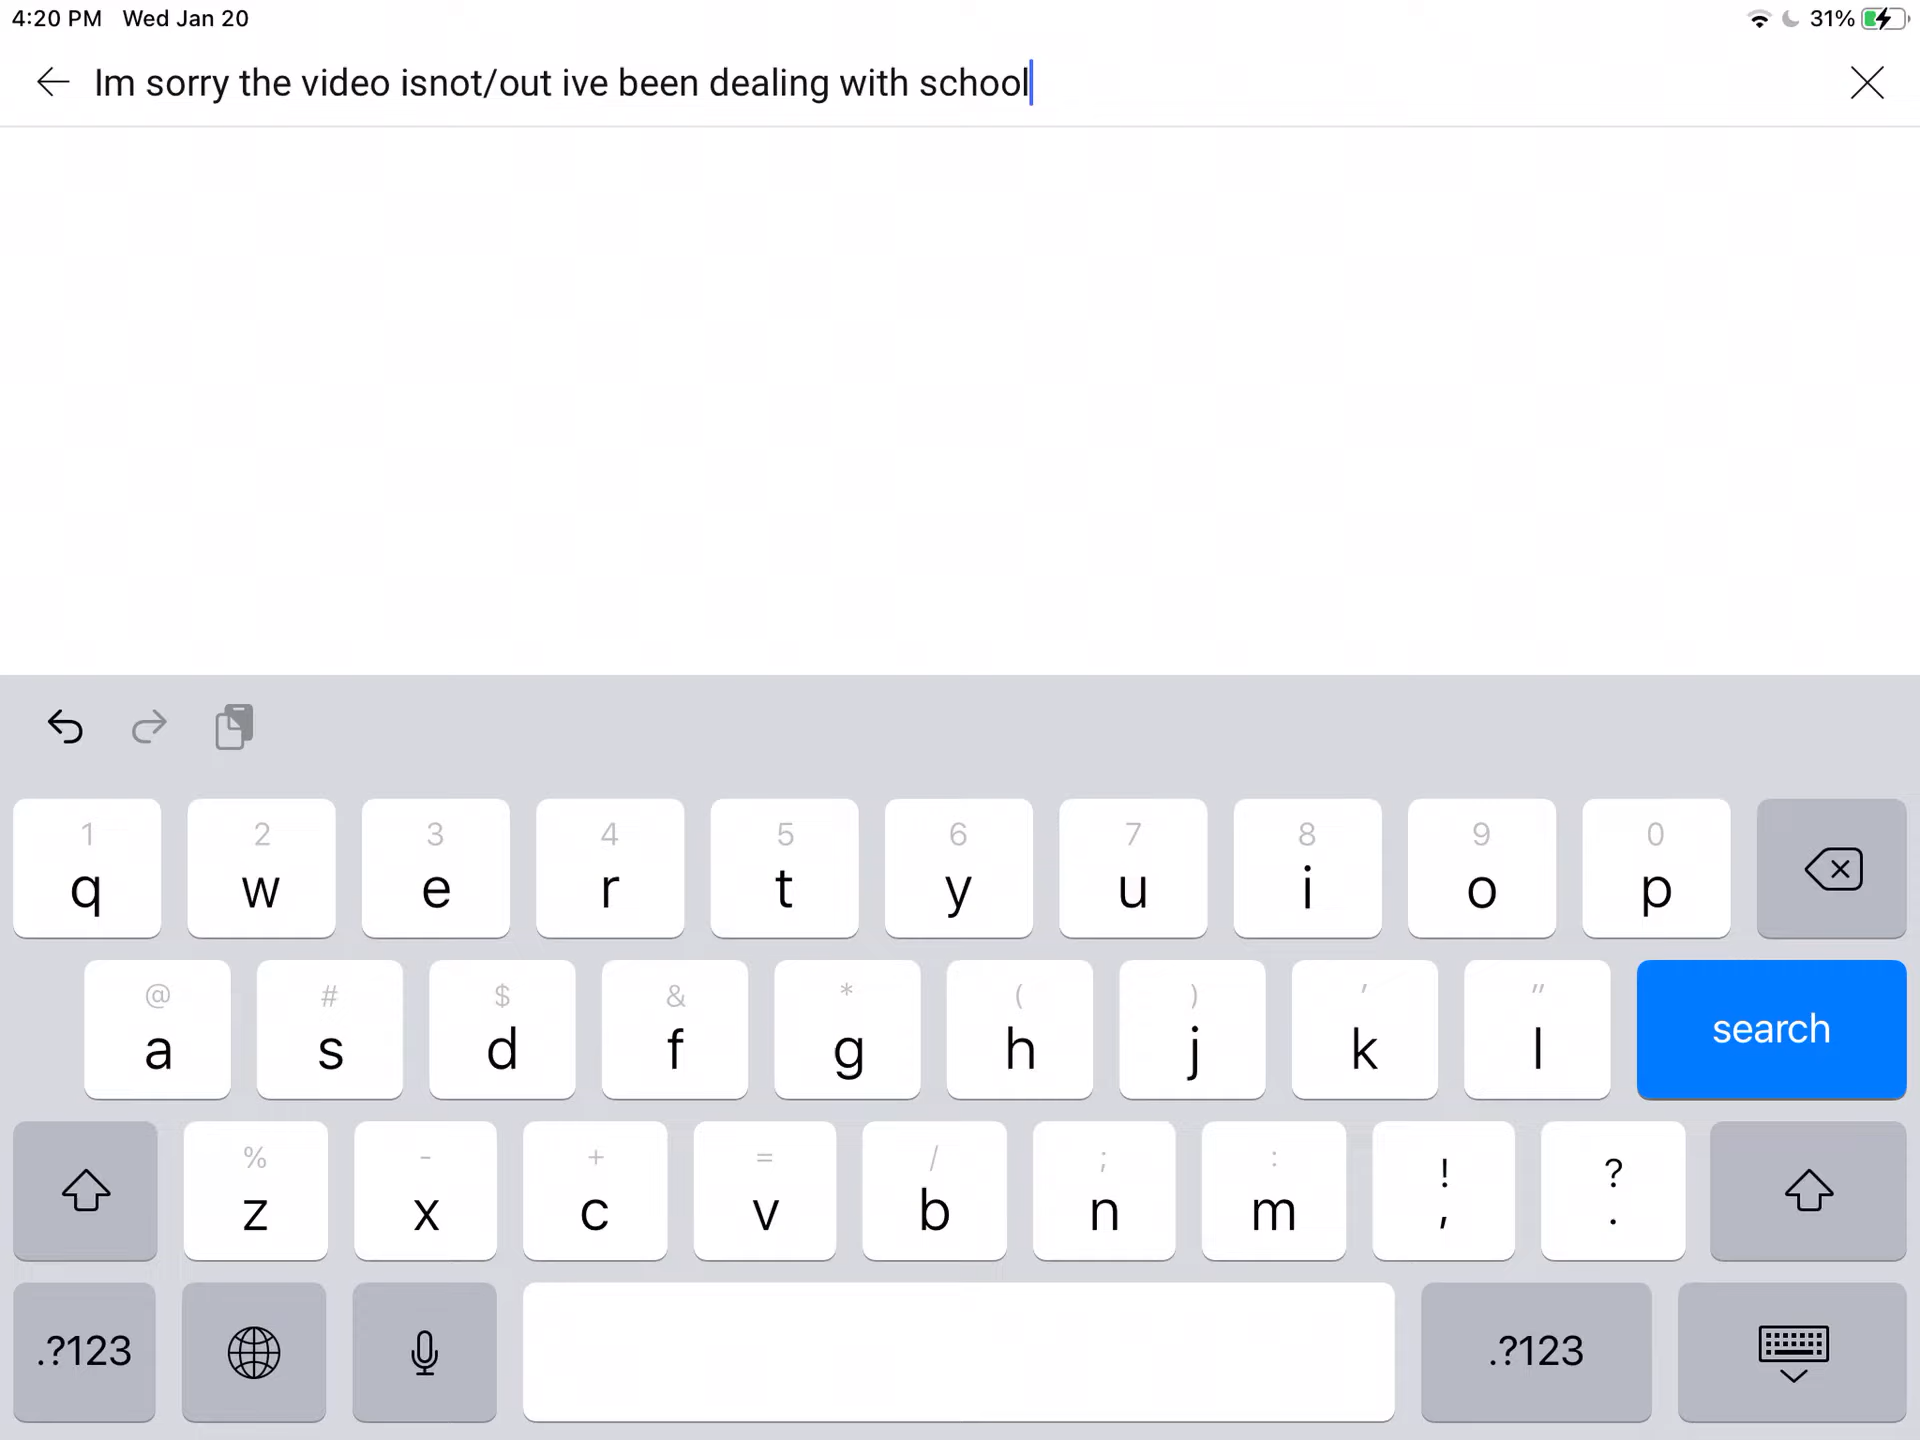 4:20 PM Wed Jan 20 31%
Im sorry the video isnot/out ive been dealing with school
1 2 3 4 5 6 7 8 9 0
q w e r t y u i o p
@ # $ & * ( ) ' "
a s d f g h j k l search
% - + = / ; : ! ?
z x c v b n m , .
.?123 .?123